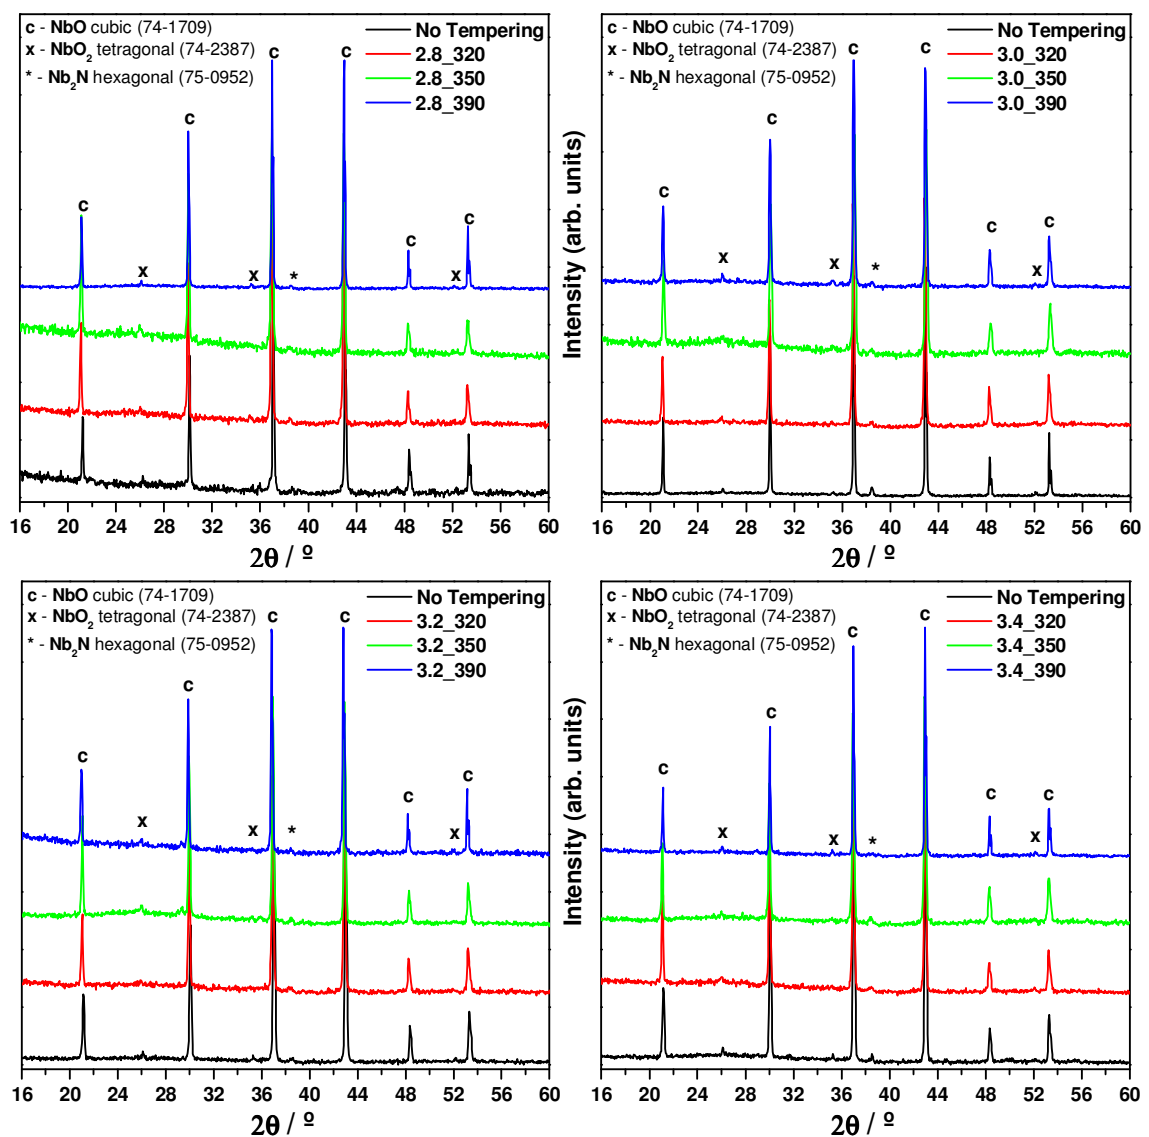 c - NbO cubic (74-1709)
x - NbO2 tetragonal (74-2387)
* - Nb2N hexagonal (75-0952)
No Tempering
2.8_320
2.8_350
2.8_390
c
c
c
c
c
c
x
x
*
x
16 20 24 28 32 36 40 44 48 52 56 60
2θ / º
c - NbO cubic (74-1709)
x - NbO2 tetragonal (74-2387)
* - Nb2N hexagonal (75-0952)
No Tempering
3.0_320
3.0_350
3.0_390
Intensity (arb. units)
c
c
c
c
c
c
x
x
*
x
16 20 24 28 32 36 40 44 48 52 56 60
2θ / º
c - NbO cubic (74-1709)
x - NbO2 tetragonal (74-2387)
* - Nb2N hexagonal (75-0952)
No Tempering
3.2_320
3.2_350
3.2_390
c
c
c
c
c
c
x
x
*
x
16 20 24 28 32 36 40 44 48 52 56 60
2θ / º
c - NbO cubic (74-1709)
x - NbO2 tetragonal (74-2387)
* - Nb2N hexagonal (75-0952)
No Tempering
3.4_320
3.4_350
3.4_390
Intensity (arb. units)
c
c
c
c
c
c
x
x
*
x
16 20 24 28 32 36 40 44 48 52 56 60
2θ / º